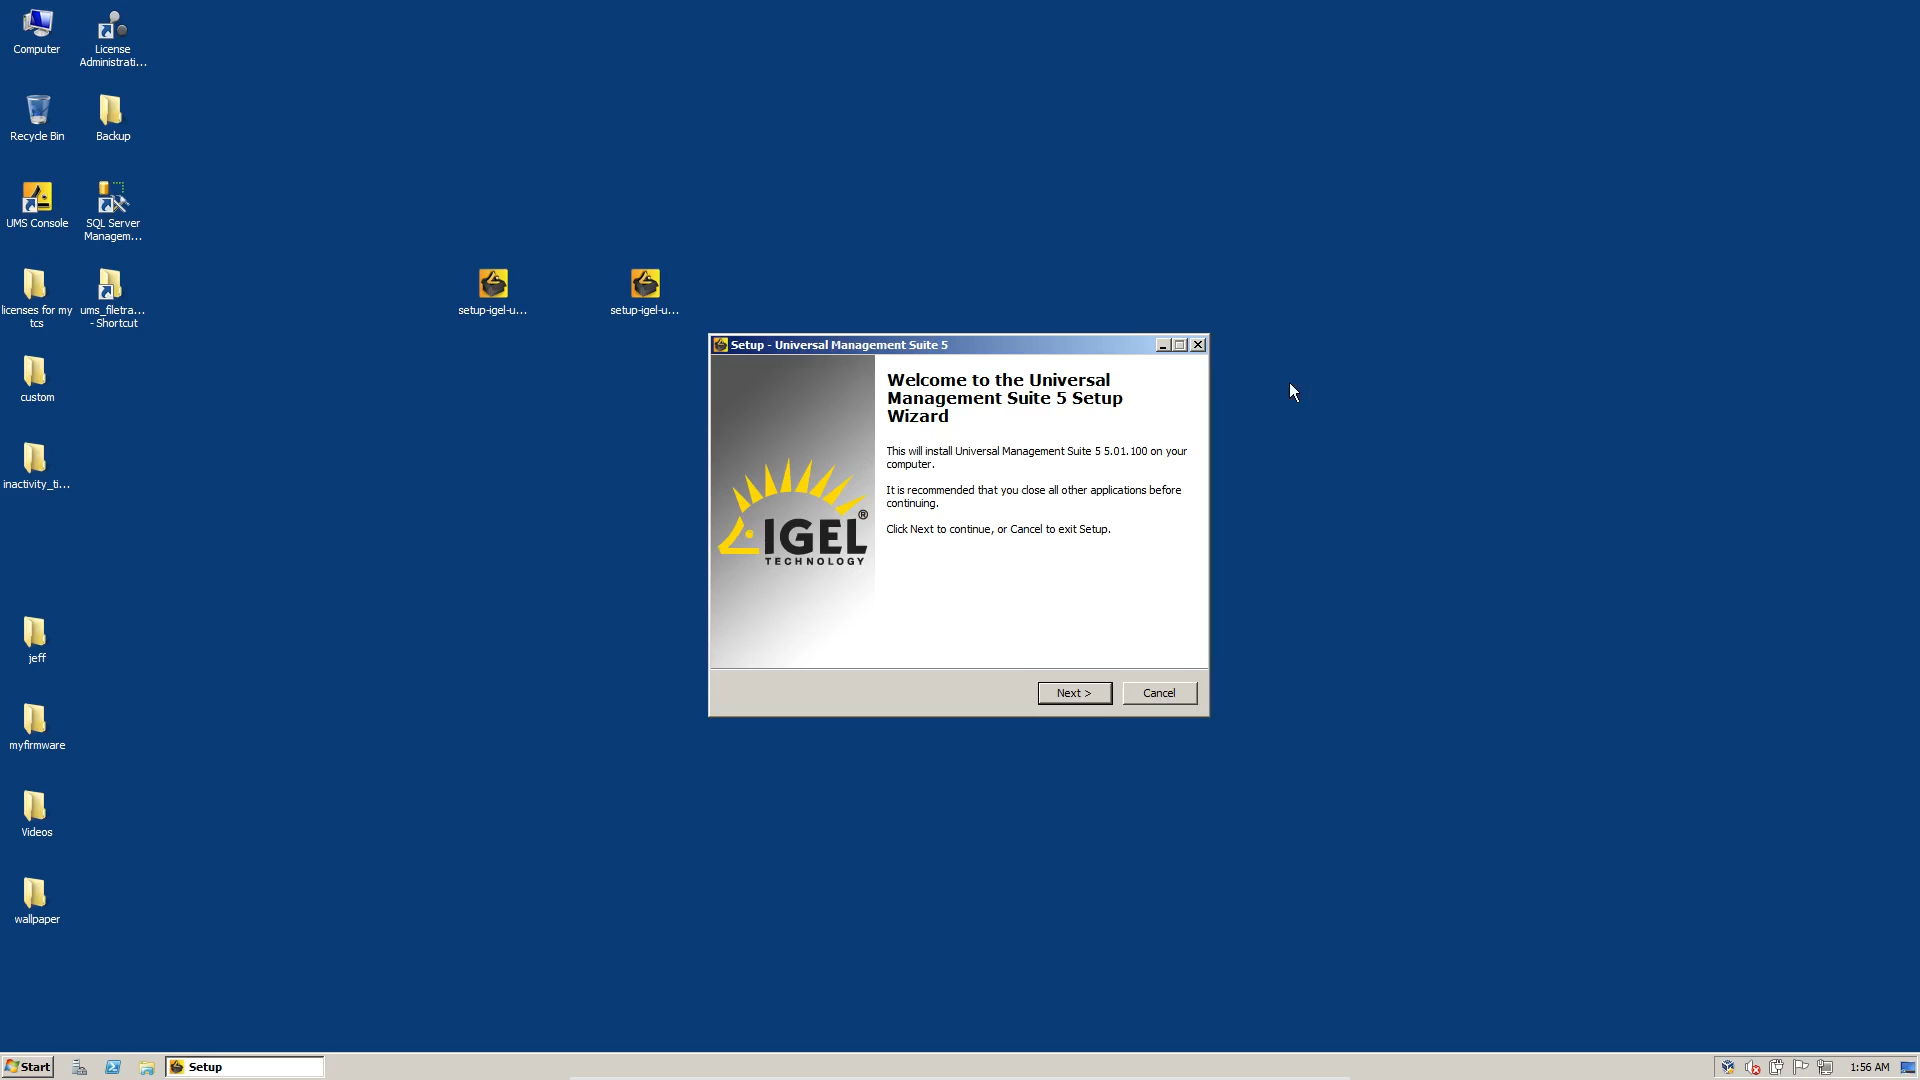 Computer
License
Administrati...
Recycle Bin
Backup
UMS Console
SQL Server
Managem...
licenses for my
tcs
ums_filetra...
- Shortcut
setup-igel-u...
setup-igel-u...
custom
inactivity_ti...
jeff
myfirmware
Videos
wallpaper
Setup - Universal Management Suite 5
Welcome to the Universal
Management Suite 5 Setup
Wizard
This will install Universal Management Suite 5 5.01.100 on your
computer.
It is recommended that you close all other applications before
continuing.
Click Next to continue, or Cancel to exit Setup.
IGEL®
TECHNOLOGY
Next >
Cancel
Start
Setup
1:56 AM